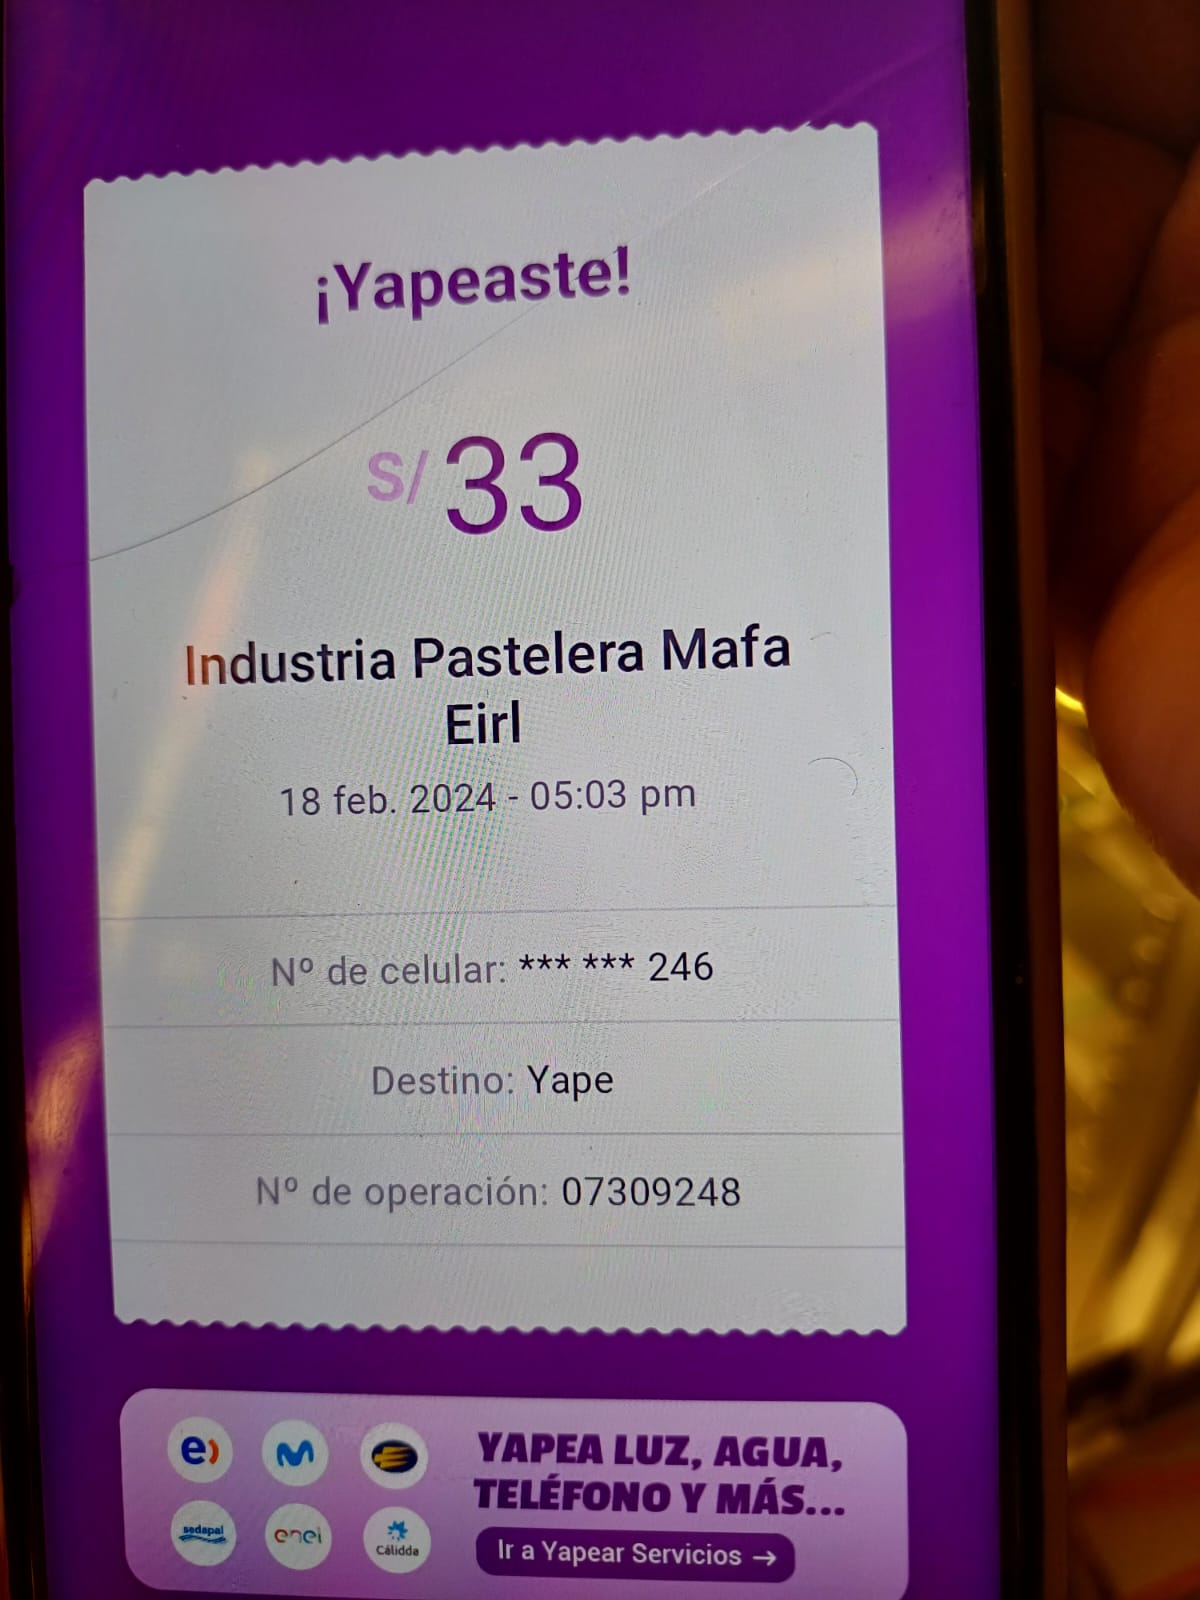 ¡Yapeaste!
S/ 33
Industria Pastelera Mafa
Eirl
18 feb. 2024 - 05:03 pm
Nº de celular: *** *** 246
Destino: Yape
Nº de operación: 07309248
e)
YAPEA LUZ, AGUA,
TELÉFONO Y MÁS...
sedapal enel Cálidda
Ir a Yapear Servicios →